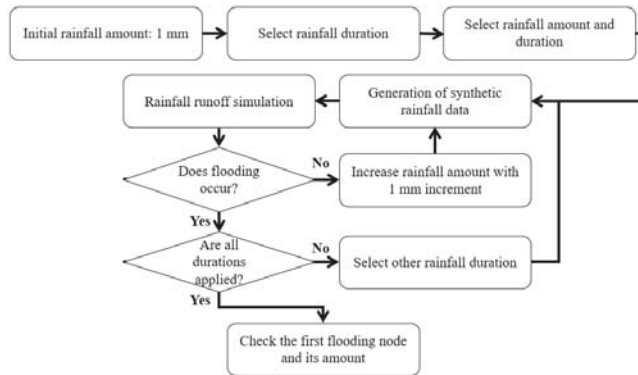 Initial rainfall amount: 1 mm
Select rainfall duration
Select rainfall amount and
duration
Rainfall runoff simulation
Generation of synthetic
rainfall data
Does flooding
occur?
No
Increase rainfall amount with
1 mm increment
Yes
Are all
durations
applied?
No
Select other rainfall duration
Yes
Check the first flooding node
and its amount